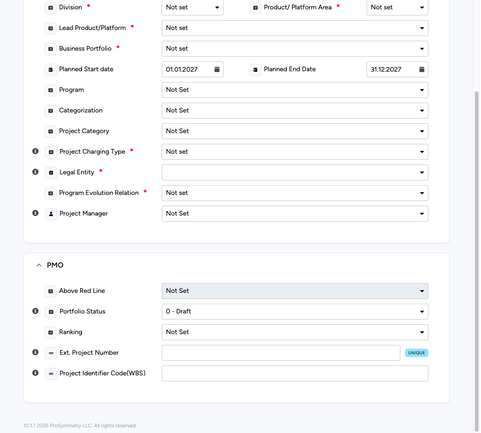 Division * Not set Product/ Platform Area * Not set
Lead Product/Platform * Not set
Business Portfolio * Not set
Planned Start date 01.01.2027 Planned End Date 31.12.2027
Program Not Set
Categorization Not Set
Project Category Not Set
Project Charging Type * Not set
Legal Entity *
Program Evolution Relation * Not set
Project Manager Not Set
PMO
Above Red Line Not Set
Portfolio Status 0 - Draft
Ranking Not Set
Ext. Project Number UNIQUE
Project Identifier Code(WBS)
10.1.1 2026 ProSymmetry LLC. All rights reserved.